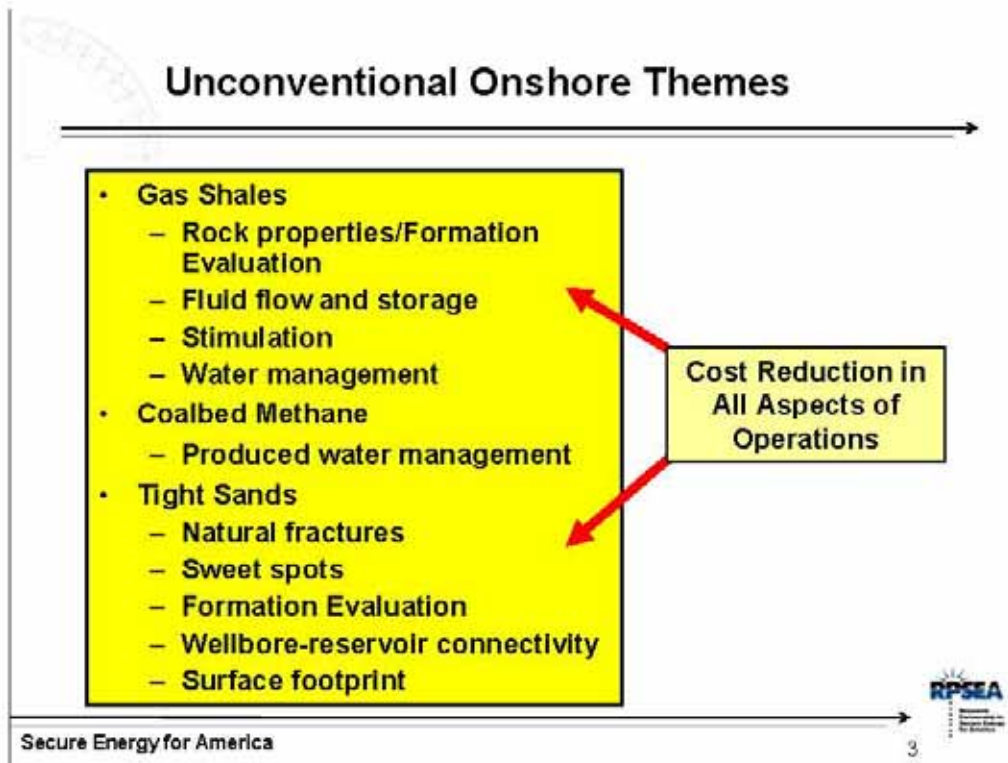 Unconventional Onshore Themes
• Gas Shales
– Rock properties/Formation
Evaluation
– Fluid flow and storage
– Stimulation
– Water management
• Coalbed Methane
– Produced water management
• Tight Sands
– Natural fractures
– Sweet spots
– Formation Evaluation
– Wellbore-reservoir connectivity
– Surface footprint
Cost Reduction in
All Aspects of
Operations
RPSEA
Secure Energy for America
3